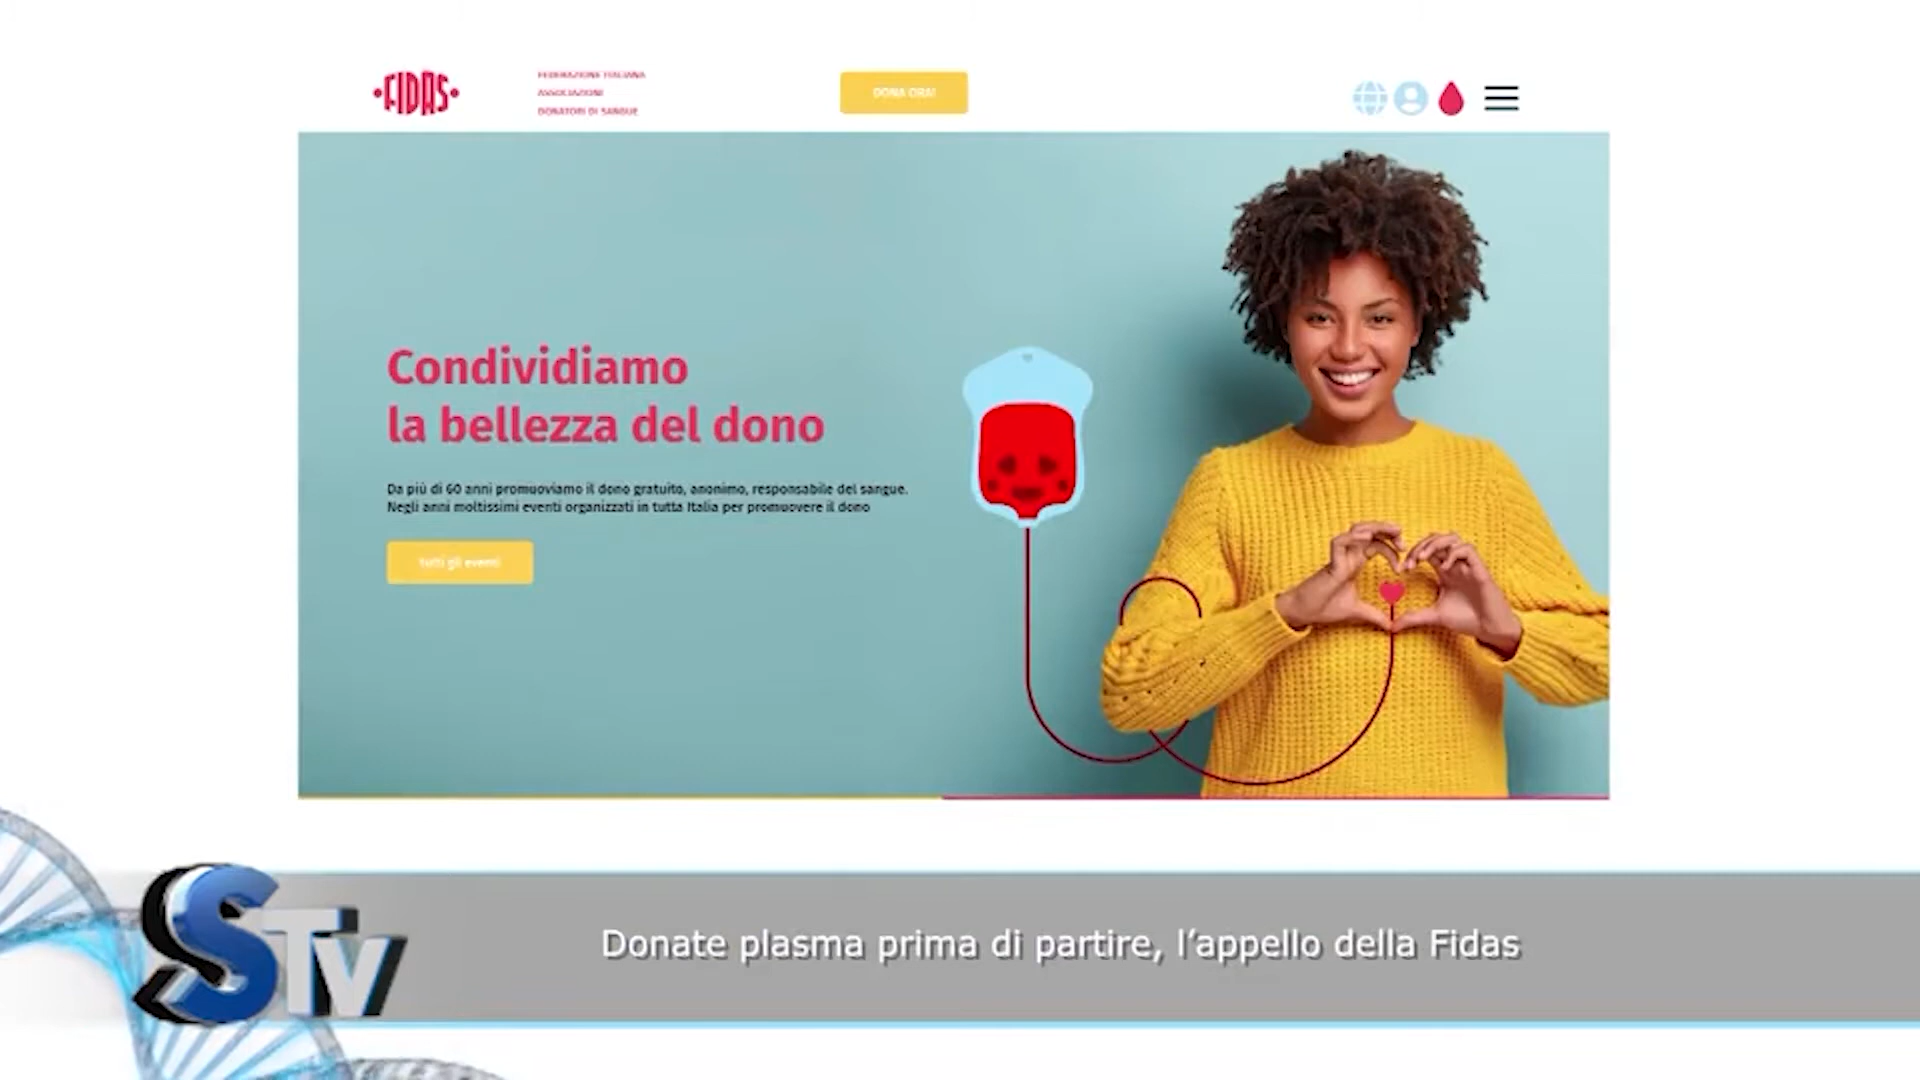 FIDAS
FEDERAZIONE ITALIANA
ASSOCIAZIONI
DONATORI DI SANGUE
DONA ORA!
Condividiamo
la bellezza del dono
Da più di 60 anni promuoviamo il dono gratuito, anonimo, responsabile del sangue.
Negli anni moltissimi eventi organizzati in tutta Italia per promuovere il dono
tutti gli eventi
STv
Donate plasma prima di partire, l'appello della Fidas